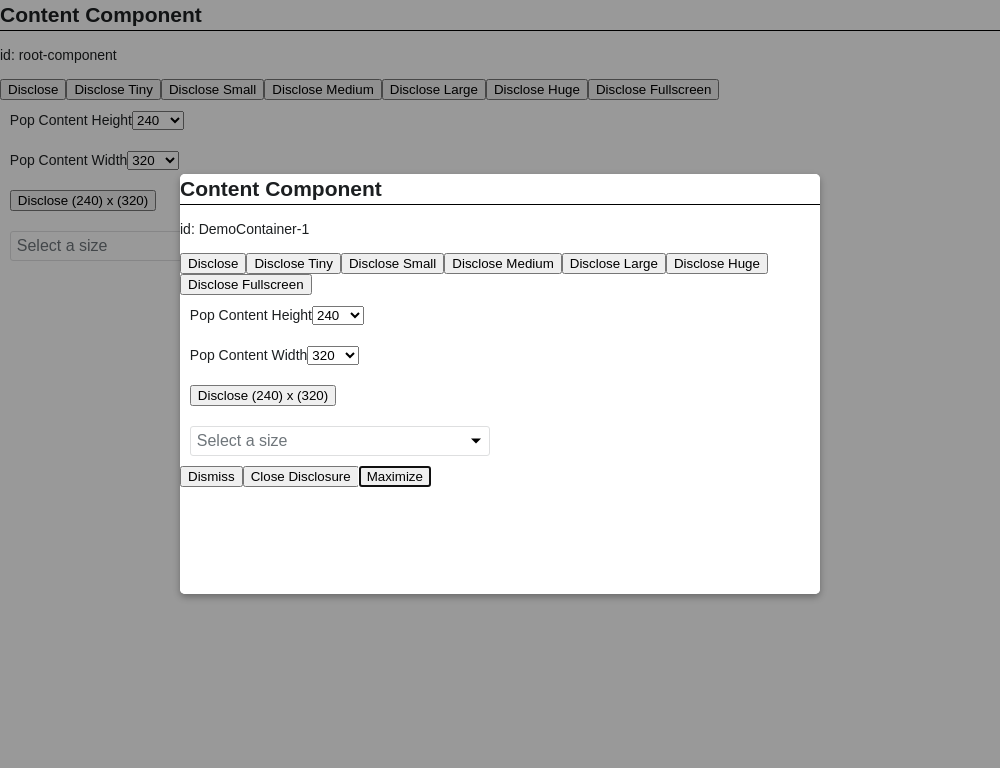 Content Component
id: root-component
Disclose Disclose Tiny Disclose Small Disclose Medium Disclose Large Disclose Huge Disclose Fullscreen
Pop Content Height 240
Pop Content Width 320
Disclose (240) x (320)
Select a size
Content Component
id: DemoContainer-1
Disclose Disclose Tiny Disclose Small Disclose Medium Disclose Large Disclose Huge
Disclose Fullscreen
Pop Content Height 240
Pop Content Width 320
Disclose (240) x (320)
Select a size
Dismiss Close Disclosure Maximize